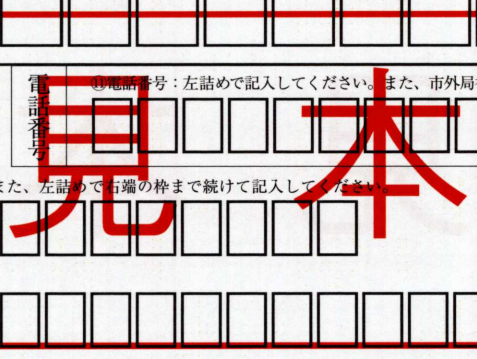 電話番号
⑪電話番号：左詰めで記入してください。また、市外局
また、左詰めで右端の枠まで続けて記入してください。
見本